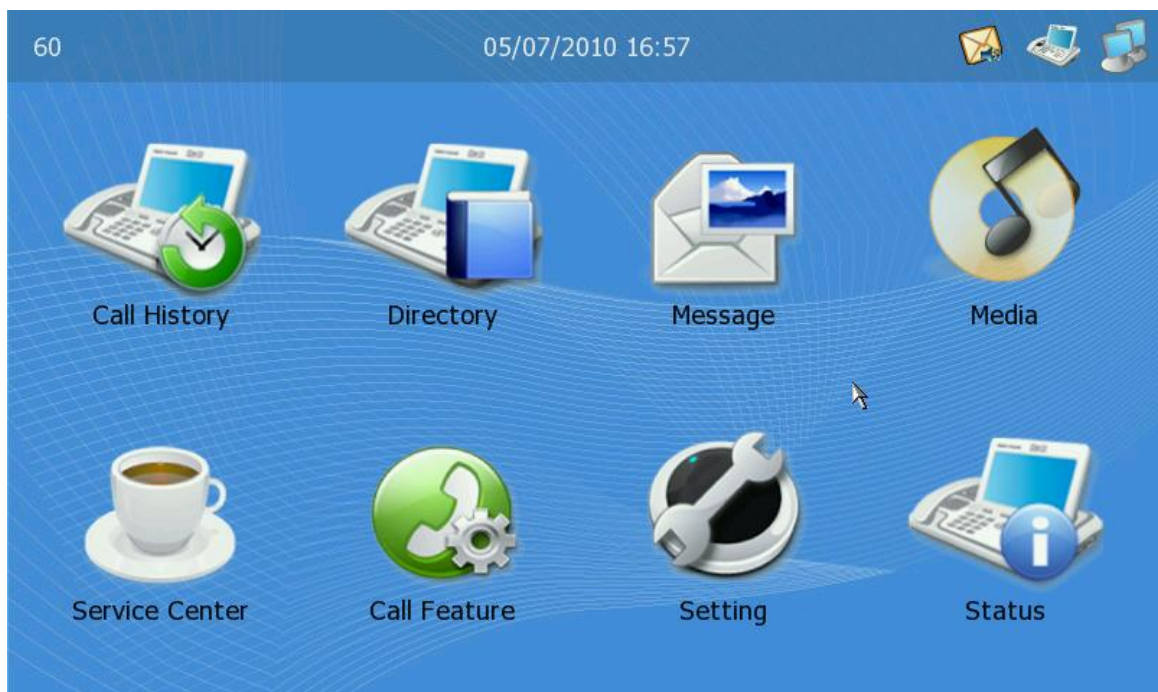 60
05/07/2010 16:57
Call History
Directory
Message
Media
Service Center
Call Feature
Setting
Status